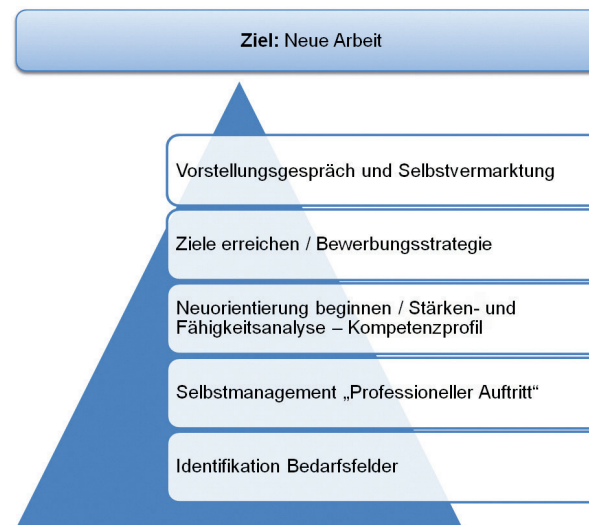 Ziel: Neue Arbeit
Vorstellungsgespräch und Selbstvermarktung
Ziele erreichen / Bewerbungsstrategie
Neuorientierung beginnen / Stärken- und
Fähigkeitsanalyse – Kompetenzprofil
Selbstmanagement „Professioneller Auftritt“
Identifikation Bedarfsfelder